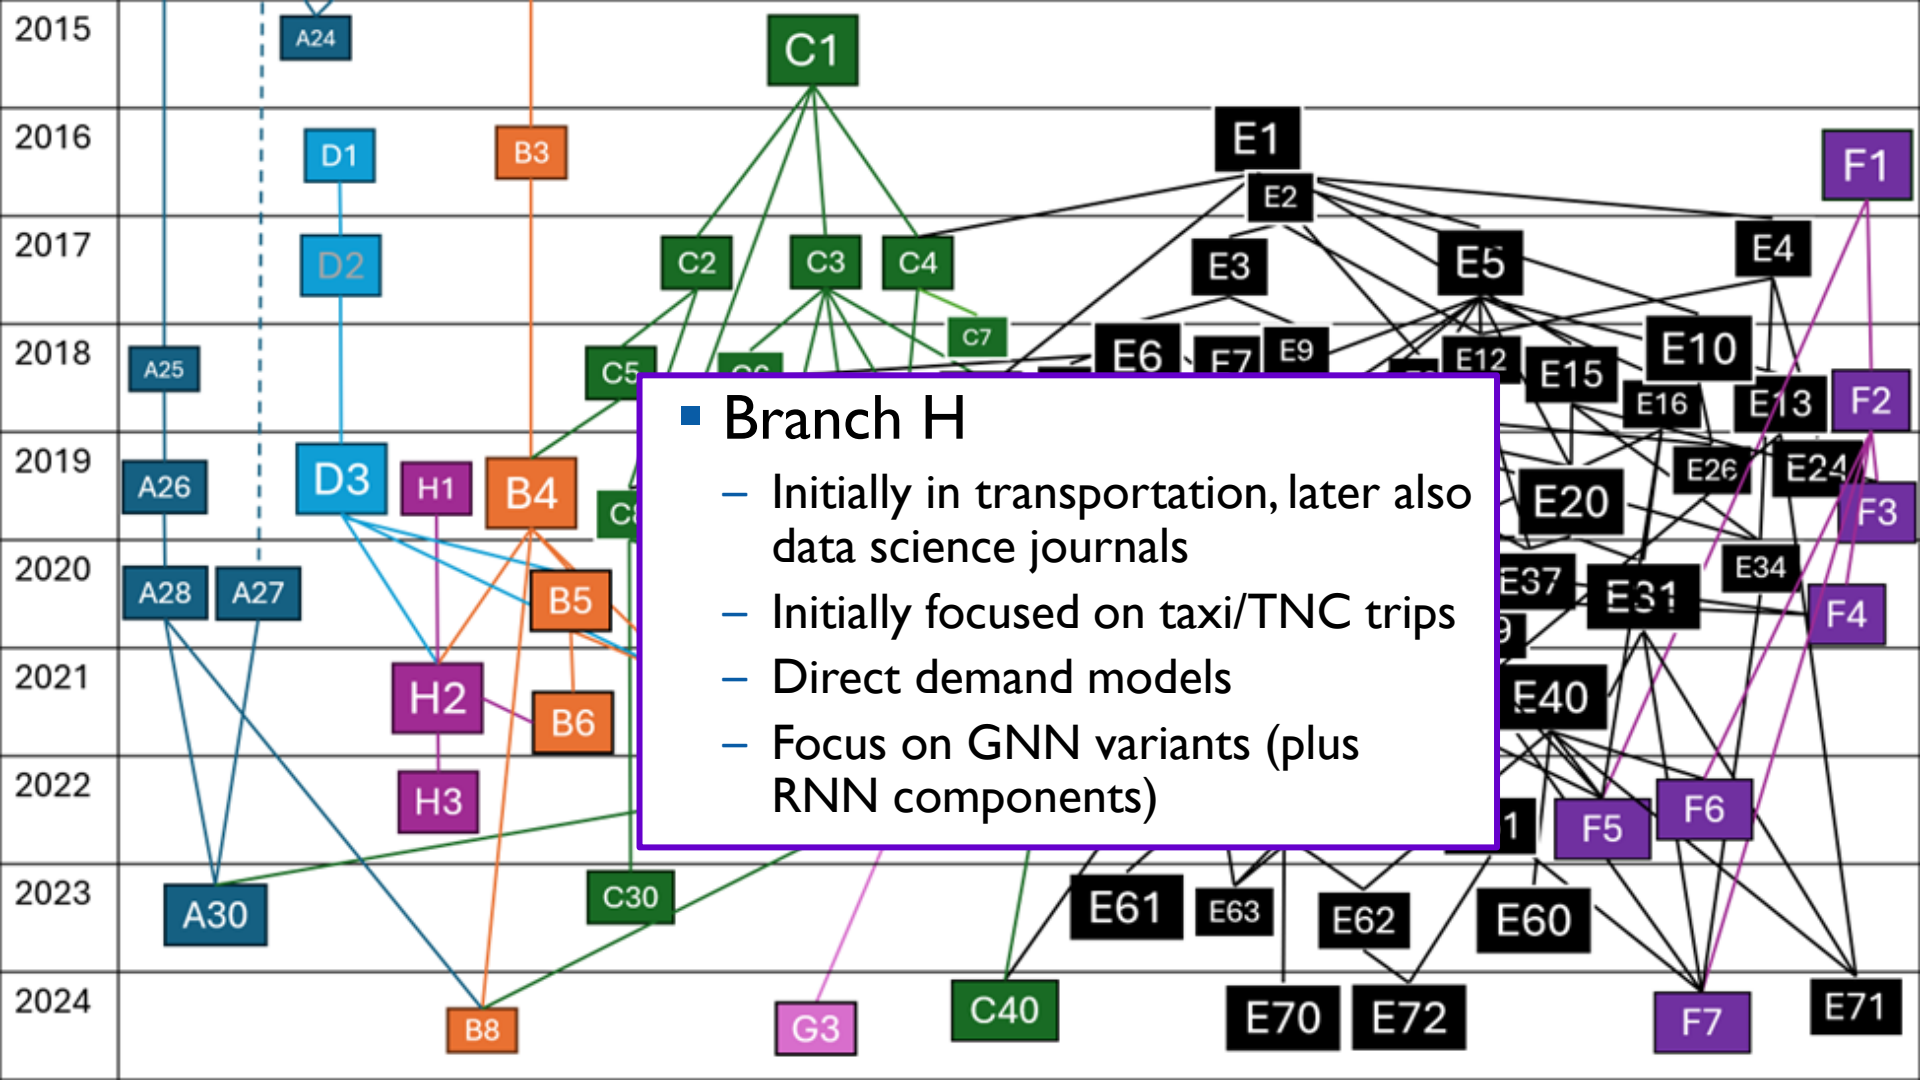 2015
A24
C1
2016
D1
B3
E1
E2
F1
2017
D2
C2
C3
C4
E3
E5
E4
C7
2018
A25
C5
E6
E7
E9
E12
E15
E10
E16
E13
F2
2019
A26
D3
H1
B4
E20
E26
E24
F3
2020
A28
A27
B5
E37
E31
E34
F4
2021
H2
B6
E40
2022
H3
F5
F6
2023
A30
C30
E61
E63
E62
E60
2024
B8
G3
C40
E70
E72
F7
E71
Branch H
– Initially in transportation, later also
data science journals
– Initially focused on taxi/TNC trips
– Direct demand models
– Focus on GNN variants (plus
RNN components)